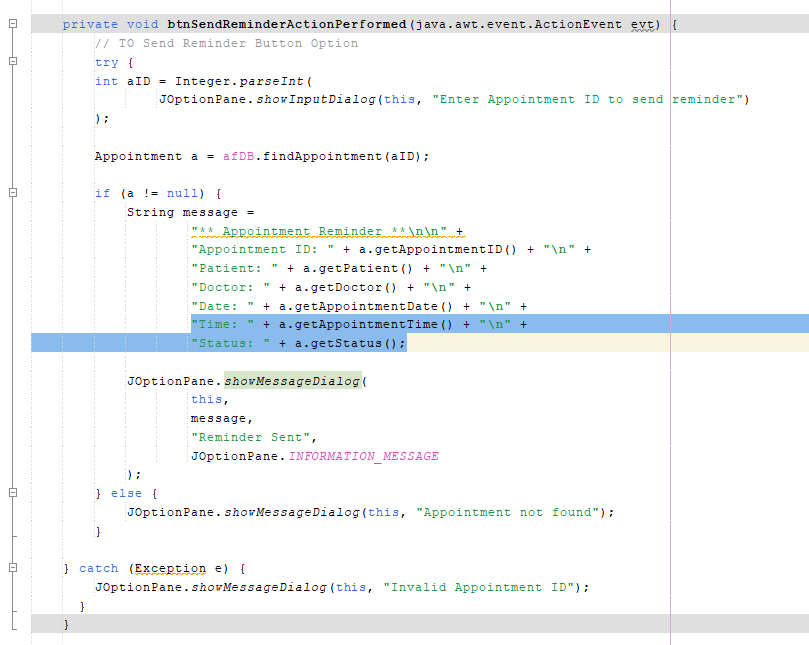 private void btnSendReminderActionPerformed(java.awt.event.ActionEvent evt) {
// TO Send Reminder Button Option
try {
int aID = Integer.parseInt(
JOptionPane.showInputDialog(this, "Enter Appointment ID to send reminder")
);
Appointment a = afDB.findAppointment(aID);
if (a != null) {
String message =
"** Appointment Reminder **\n\n" +
"Appointment ID: " + a.getAppointmentID() + "\n" +
"Patient: " + a.getPatient() + "\n" +
"Doctor: " + a.getDoctor() + "\n" +
"Date: " + a.getAppointmentDate() + "\n" +
"Time: " + a.getAppointmentTime() + "\n" +
"Status: " + a.getStatus();
JOptionPane.showMessageDialog(
this,
message,
"Reminder Sent",
JOptionPane.INFORMATION_MESSAGE
);
} else {
JOptionPane.showMessageDialog(this, "Appointment not found");
}
} catch (Exception e) {
JOptionPane.showMessageDialog(this, "Invalid Appointment ID");
}
}